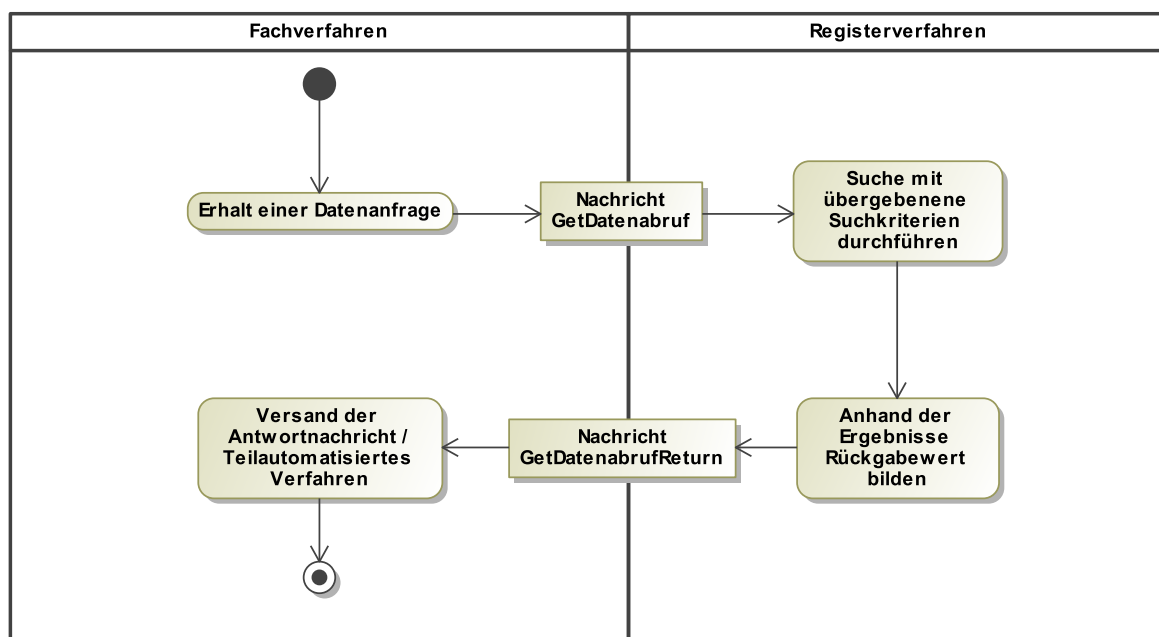 Fachverfahren
Registerverfahren
Erhalt einer Datenanfrage
Nachricht
GetDatenabruf
Suche mit
übergebenene
Suchkriterien
durchführen
Versand der
Antwortnachricht /
Teilautomatisiertes
Verfahren
Nachricht
GetDatenabrufReturn
Anhand der
Ergebnisse
Rückgabewert
bilden